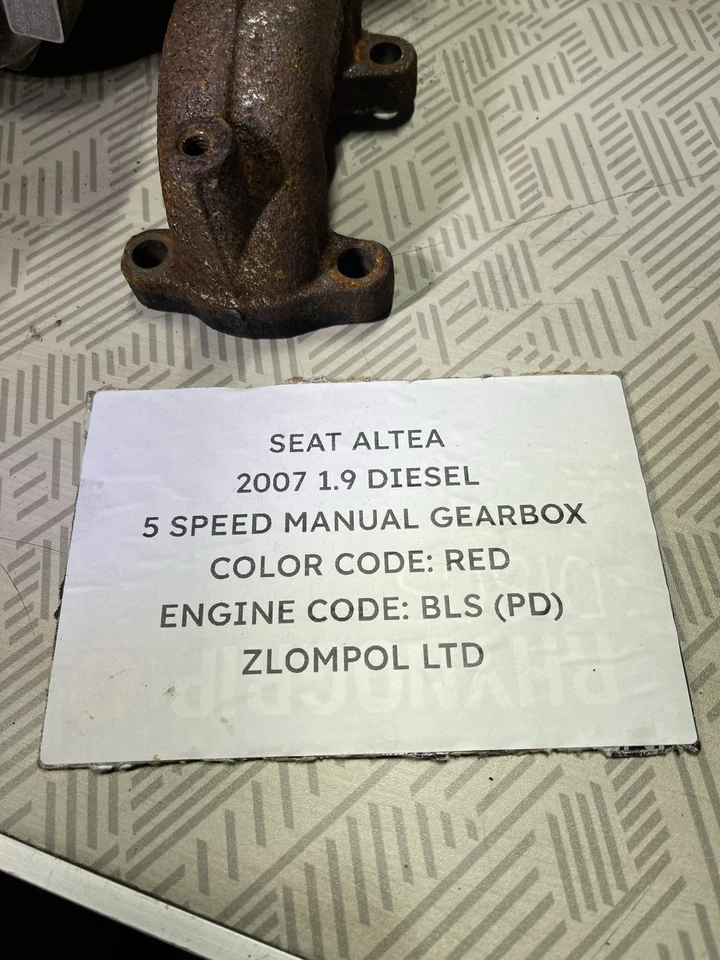 SEAT ALTEA
2007 1.9 DIESEL
5 SPEED MANUAL GEARBOX
COLOR CODE: RED
ENGINE CODE: BLS (PD)
ZLOMPOL LTD